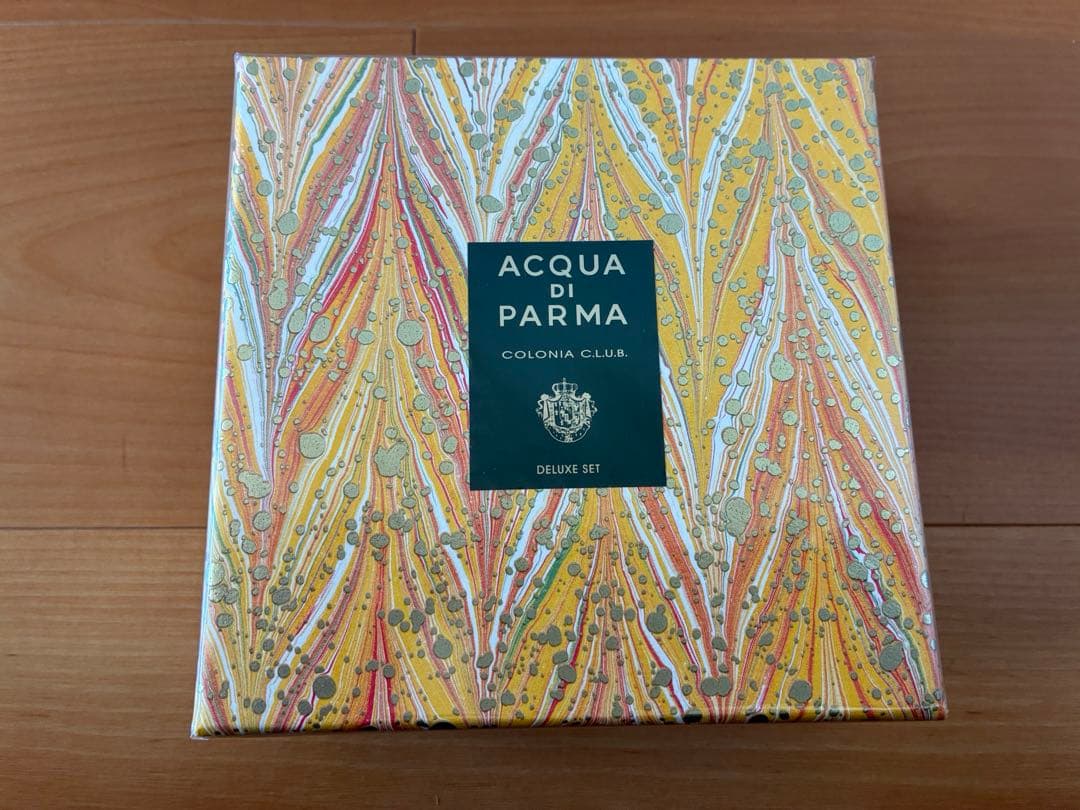 ACQUA
DI
PARMA
COLONIA C.L.U.B.
DELUXE SET